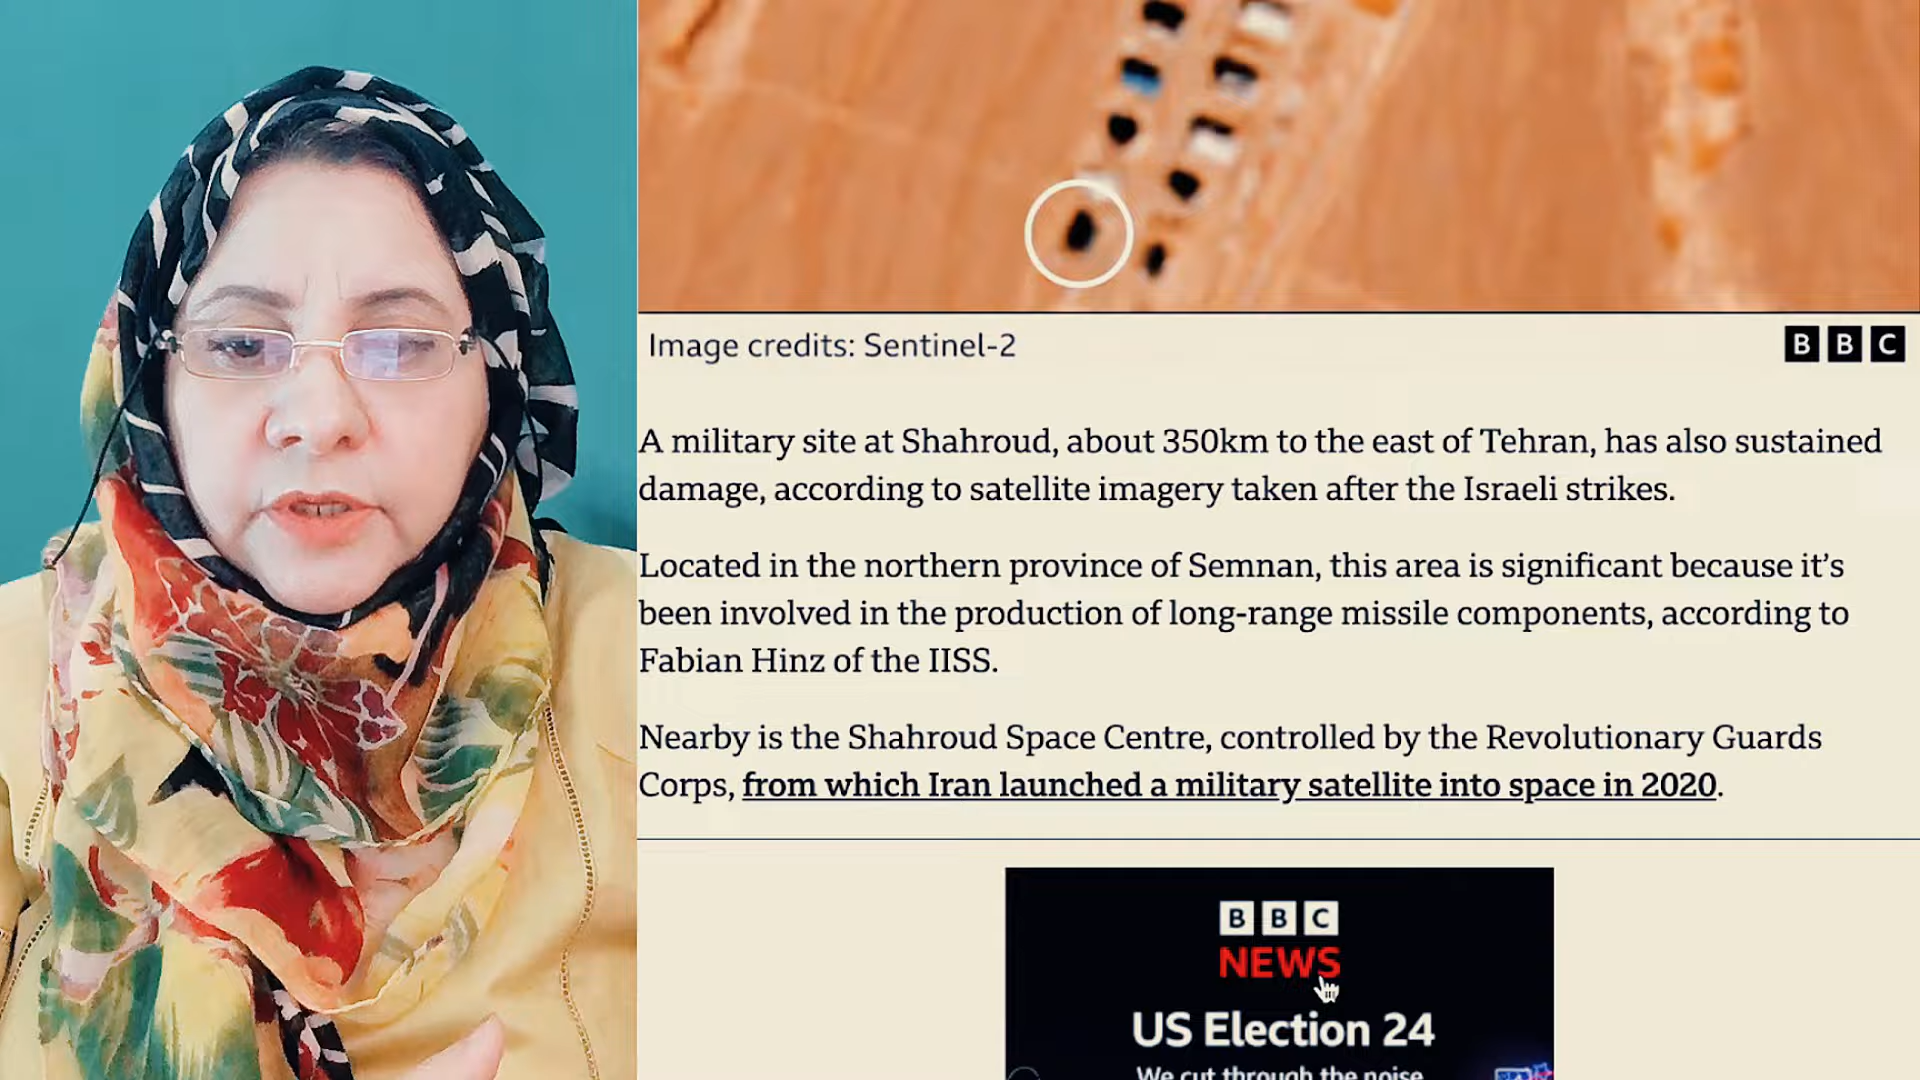 Image credits: Sentinel-2
BBC
A military site at Shahroud, about 350km to the east of Tehran, has also sustained
damage, according to satellite imagery taken after the Israeli strikes.
Located in the northern province of Semnan, this area is significant because it’s
been involved in the production of long-range missile components, according to
Fabian Hinz of the IISS.
Nearby is the Shahroud Space Centre, controlled by the Revolutionary Guards
Corps, from which Iran launched a military satellite into space in 2020.
BBC
NEWS
US Election 24
We cut through the noise